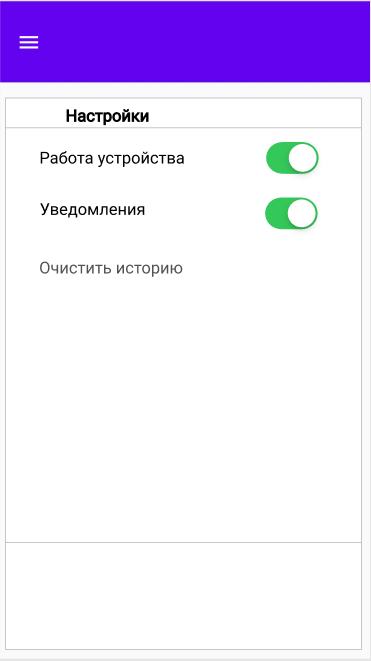 Настройки
Работа устройства
Уведомления
Очистить историю